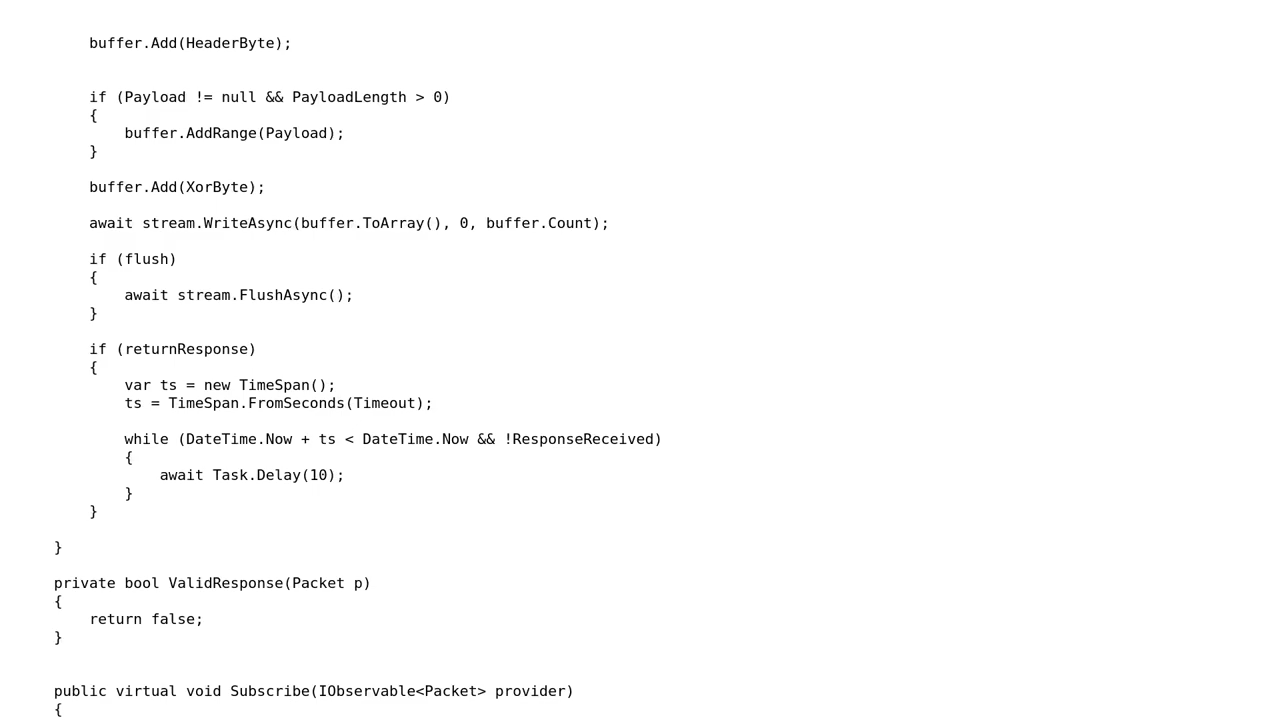 buffer.Add(HeaderByte);
if (Payload != null && PayloadLength > 0)
{
buffer.AddRange(Payload);
}
buffer.Add(XorByte);
await stream.WriteAsync(buffer.ToArray(), 0, buffer.Count);
if (flush)
{
await stream.FlushAsync();
}
if (returnResponse)
{
var ts = new TimeSpan();
ts = TimeSpan.FromSeconds(Timeout);
while (DateTime.Now + ts < DateTime.Now && !ResponseReceived)
{
await Task.Delay(10);
}
}
}
private bool ValidResponse(Packet p)
{
return false;
}
public virtual void Subscribe(IObservable<Packet> provider)
{